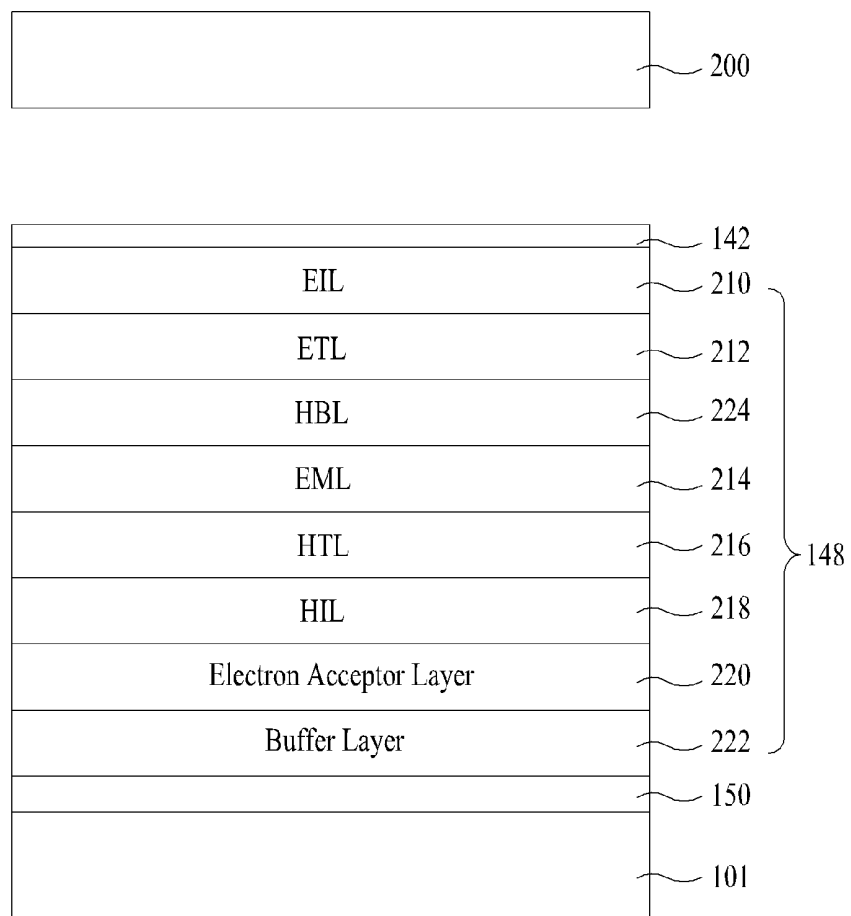 200
142
EIL 210
ETL 212
HBL 224
EML 214
HTL 216
148
HIL 218
Electron Acceptor Layer 220
Buffer Layer 222
150
101